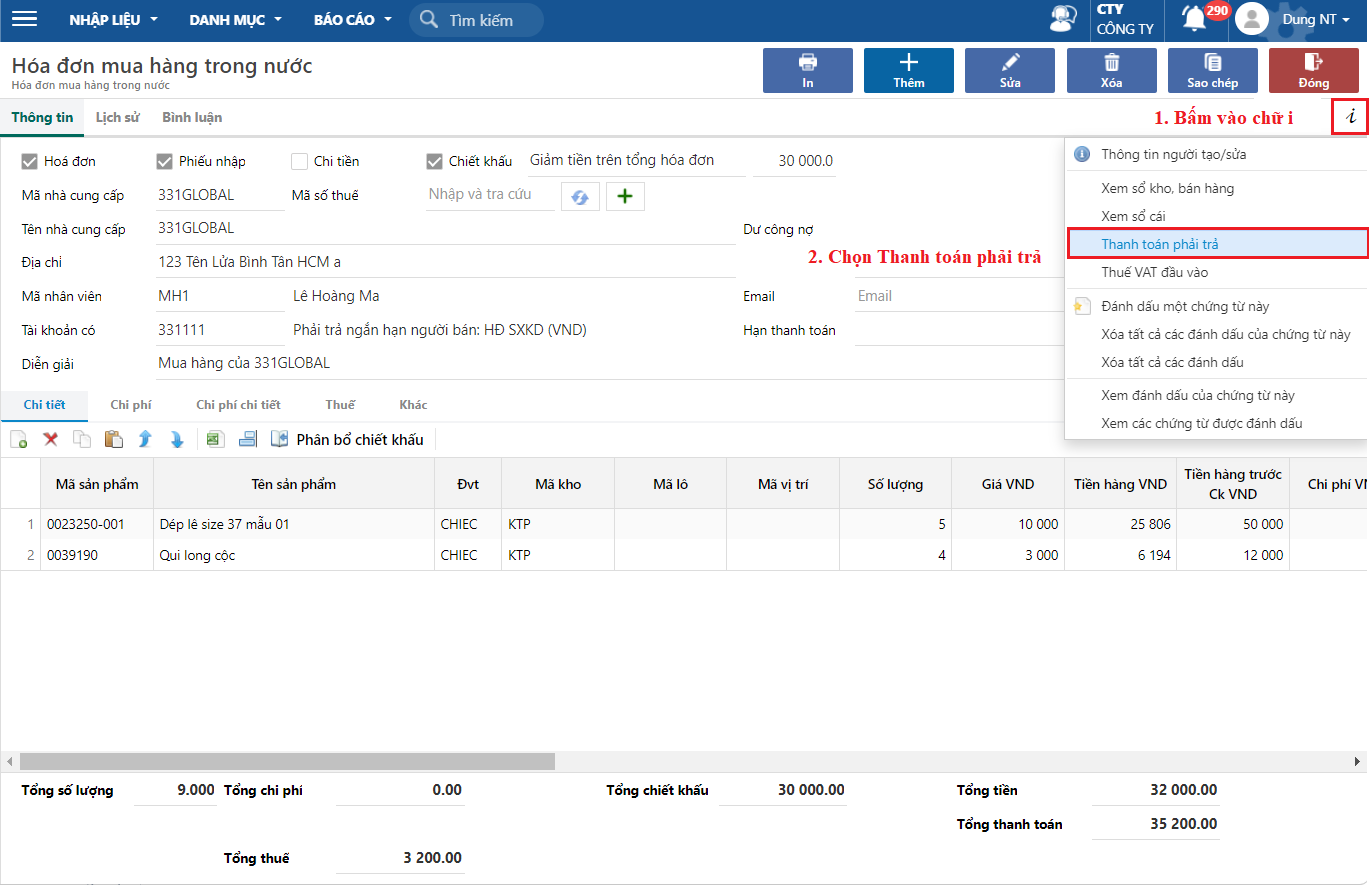 NHẬP LIỆU DANH MỤC BÁO CÁO Tìm kiếm CTY CÔNG TY 290 Dung NT
Hóa đơn mua hàng trong nước
Hóa đơn mua hàng trong nước
In Thêm Sửa Xóa Sao chép Đóng
Thông tin Lịch sử Bình luận 1. Bấm vào chữ i i
Hoá đơn Phiếu nhập Chi tiền Chiết khấu Giảm tiền trên tổng hóa đơn 30 000.0
Mã nhà cung cấp 331GLOBAL Mã số thuế Nhập và tra cứu
Tên nhà cung cấp 331GLOBAL Dư công nợ
Địa chỉ 123 Tên Lửa Bình Tân HCM a 2. Chọn Thanh toán phải trả
Mã nhân viên MH1 Lê Hoàng Ma Email Email
Tài khoản có 331111 Phải trả ngắn hạn người bán: HĐ SXKD (VND) Hạn thanh toán
Diễn giải Mua hàng của 331GLOBAL
Thông tin người tạo/sửa
Xem sổ kho, bán hàng
Xem sổ cái
Thanh toán phải trả
Thuế VAT đầu vào
Đánh dấu một chứng từ này
Xóa tất cả các đánh dấu của chứng từ này
Xóa tất cả các đánh dấu
Xem đánh dấu của chứng từ này
Xem các chứng từ được đánh dấu
Chi tiết Chi phí Chi phí chi tiết Thuế Khác
Phân bổ chiết khấu
Mã sản phẩm Tên sản phẩm Đvt Mã kho Mã lô Mã vị trí Số lượng Giá VND Tiền hàng VND Tiền hàng trước Ck VND Chi phí VN
1 0023250-001 Dép lê size 37 mẫu 01 CHIEC KTP 5 10 000 25 806 50 000
2 0039190 Qui long cộc CHIEC KTP 4 3 000 6 194 12 000
Tổng số lượng 9.000 Tổng chi phí 0.00 Tổng chiết khấu 30 000.00 Tổng tiền 32 000.00
Tổng thanh toán 35 200.00
Tổng thuế 3 200.00